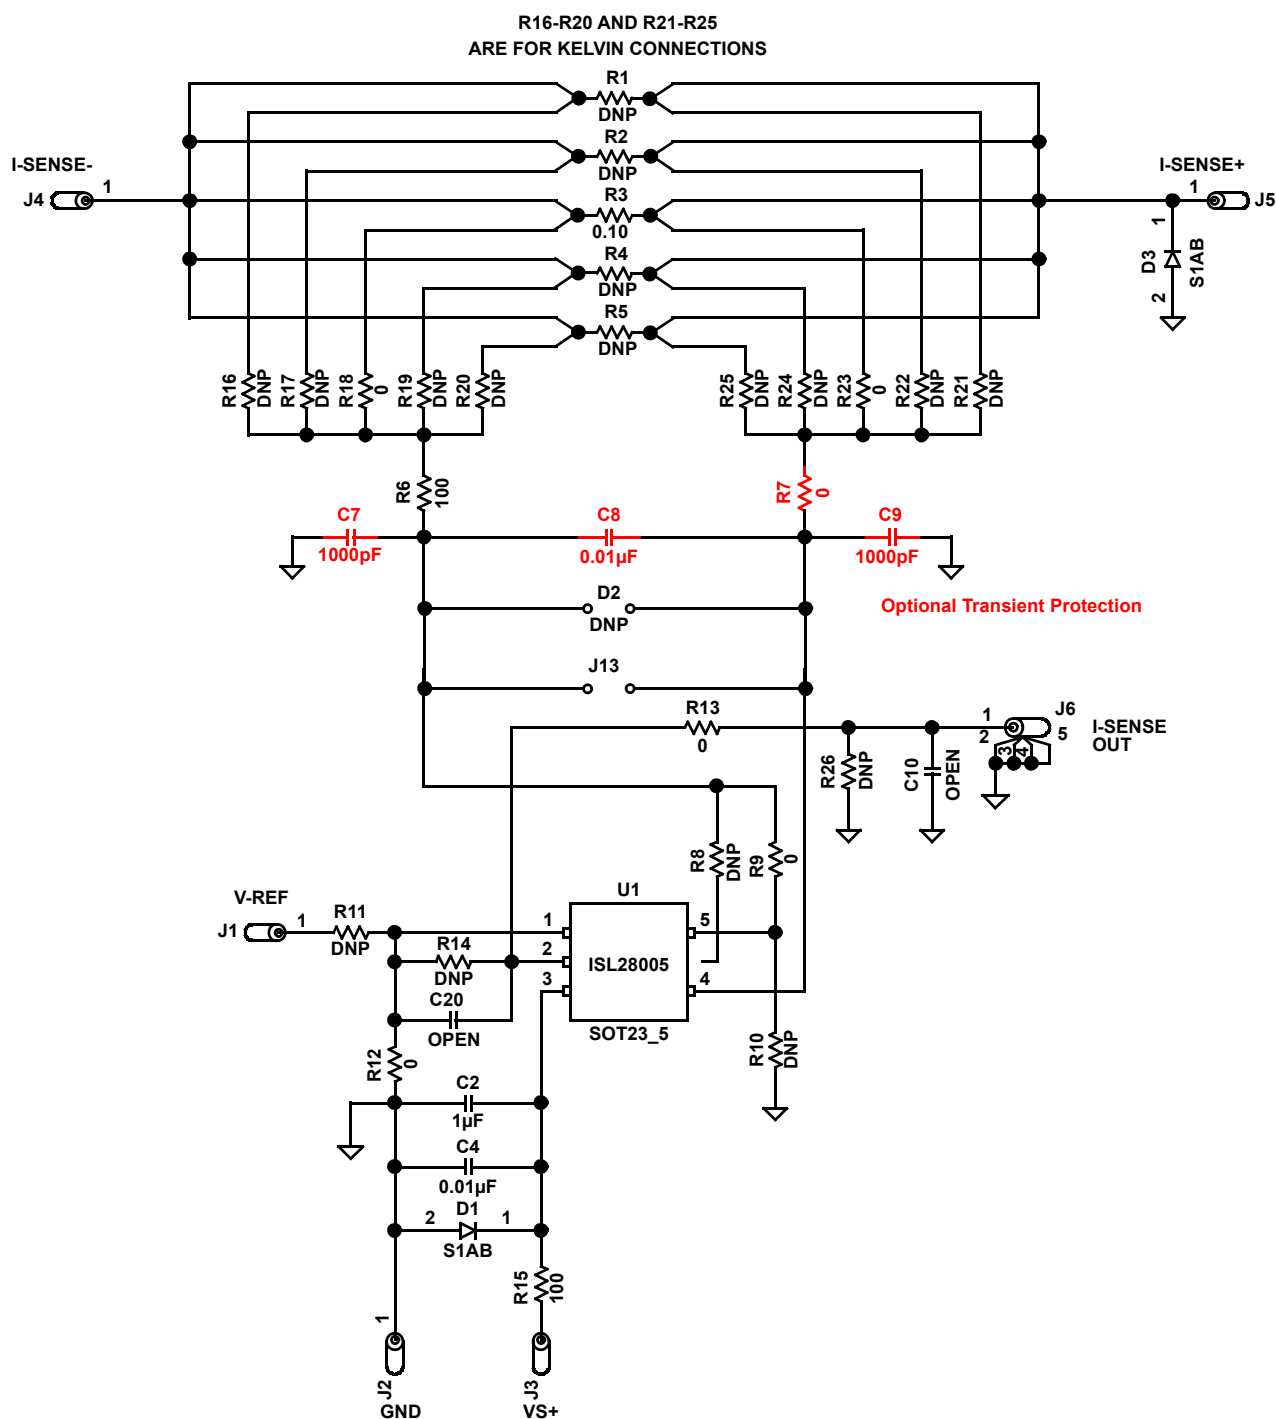 R16-R20 AND R21-R25
ARE FOR KELVIN CONNECTIONS
R1
DNP
R2
DNP
I-SENSE-
J4
1
I-SENSE+
1
J5
R3
0.10
R4
DNP
D3
S1AB
1
2
R5
DNP
R16
DNP
R17
DNP
R18
0
R19
DNP
R20
DNP
R25
DNP
R24
DNP
R23
0
R22
DNP
R21
DNP
R6
100
R7
0
C7
1000pF
C8
0.01µF
C9
1000pF
D2
DNP
Optional Transient Protection
J13
R13
0
1
2
3
4
5
J6
I-SENSE
OUT
R26
DNP
C10
OPEN
R8
DNP
R9
0
V-REF
J1
1
R11
DNP
U1
1
2
3
5
4
ISL28005
SOT23_5
R14
DNP
C20
OPEN
R12
0
R10
DNP
C2
1µF
C4
0.01µF
D1
2
1
S1AB
R15
100
1
J2
GND
J3
VS+